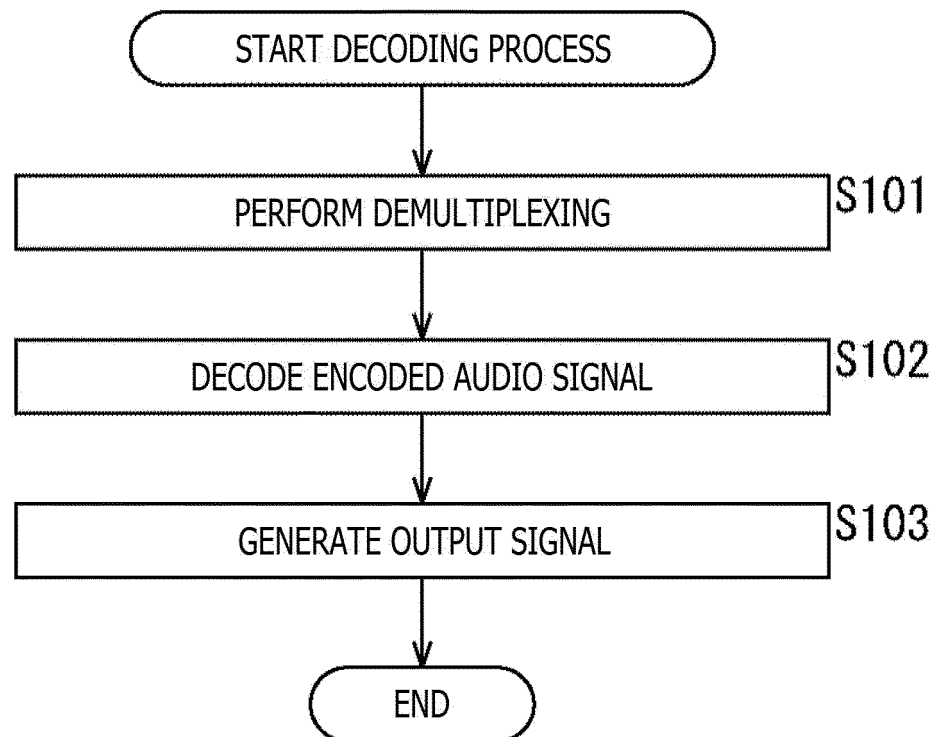 START DECODING PROCESS
PERFORM DEMULTIPLEXING S101
DECODE ENCODED AUDIO SIGNAL S102
GENERATE OUTPUT SIGNAL S103
END